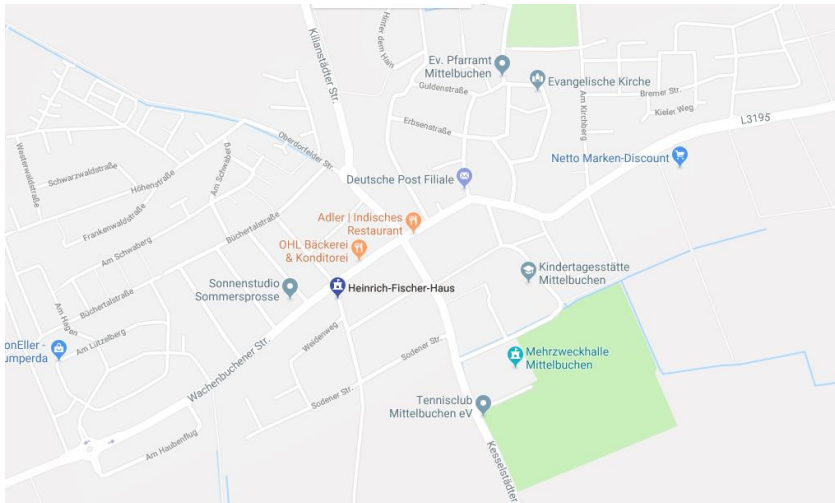 Kilianstädter Str.
Hinter dem Hain
Ev. Pfarramt
Mittelbuchen
Evangelische Kirche
Guldenstraße
Bremer Str.
Kieler Weg
Am Kirchberg
L3195
Erbsenstraße
Oberdorfelder Str.
Netto Marken-Discount
Westerwaldstraße
Schwarzwaldstraße
Höhenstraße
Am Schwaberg
Deutsche Post Filiale
Frankenwaldstraße
Am Schwaberg
Büchertalstraße
Adler | Indisches
Restaurant
OHL Bäckerei
& Konditorei
Kindertagesstätte
Mittelbuchen
Sonnenstudio
Sommersprosse
Heinrich-Fischer-Haus
Büchertalstraße
Am Hagen
onEller -
umperda
Am Lützelberg
Weidenweg
Sodener Str.
Wachenbuchener Str.
Mehrzweckhalle
Mittelbuchen
Sodener Str.
Tennisclub
Mittelbuchen eV
Am Haubenflug
Kesselstädter